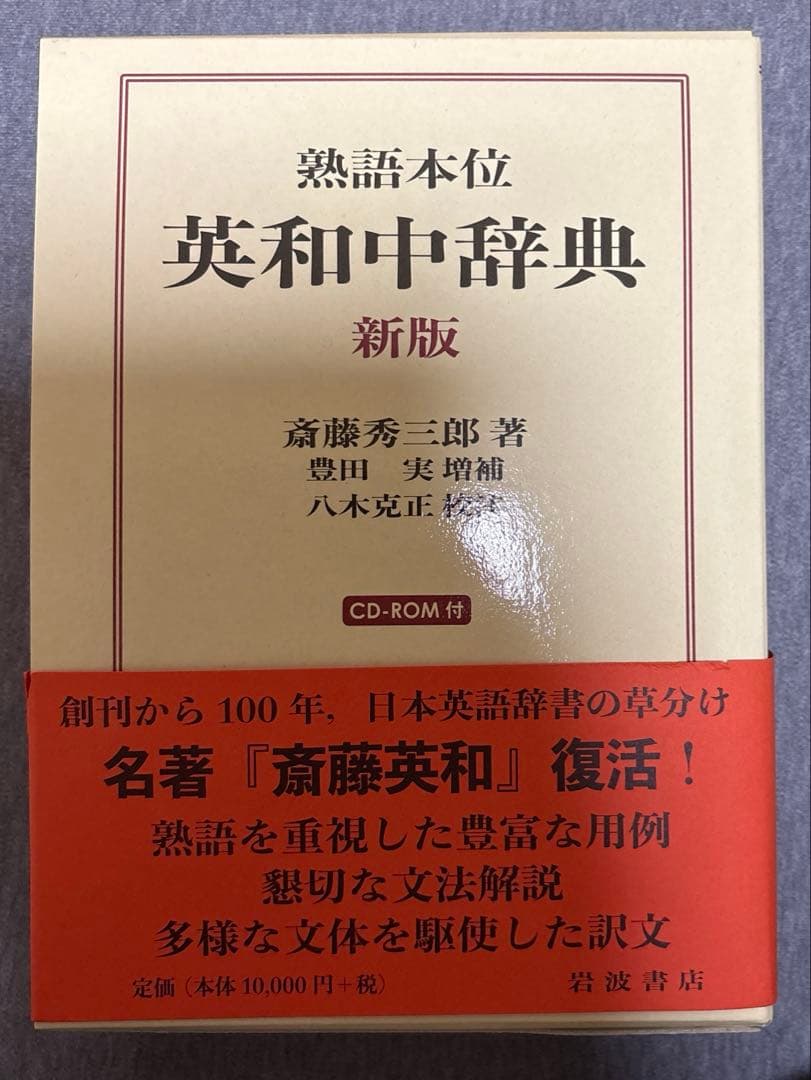 熟語本位
英和中辞典
新版
斎藤秀三郎 著
豊田　実 増補
八木克正 校注
CD-ROM 付
創刊から100年，日本英語辞書の草分け
名著『斎藤英和』復活！
熟語を重視した豊富な用例
懇切な文法解説
多様な文体を駆使した訳文
定価（本体10,000円＋税）
岩波書店